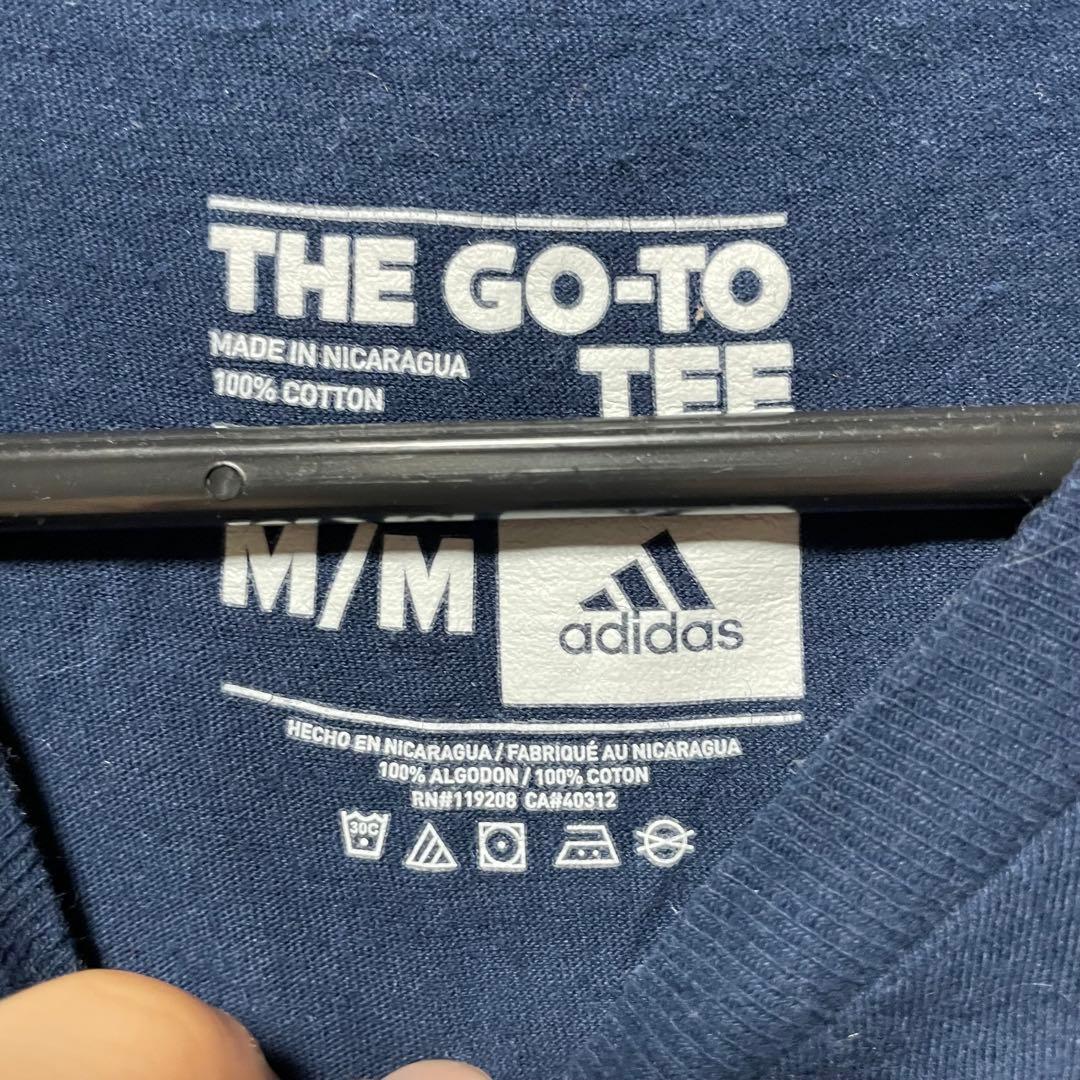 THE GO-TO
TEE
MADE IN NICARAGUA
100% COTTON
M/M
adidas
HECHO EN NICARAGUA / FABRIQUÉ AU NICARAGUA
100% ALGODON / 100% COTON
RN#119208 CA#40312
30C